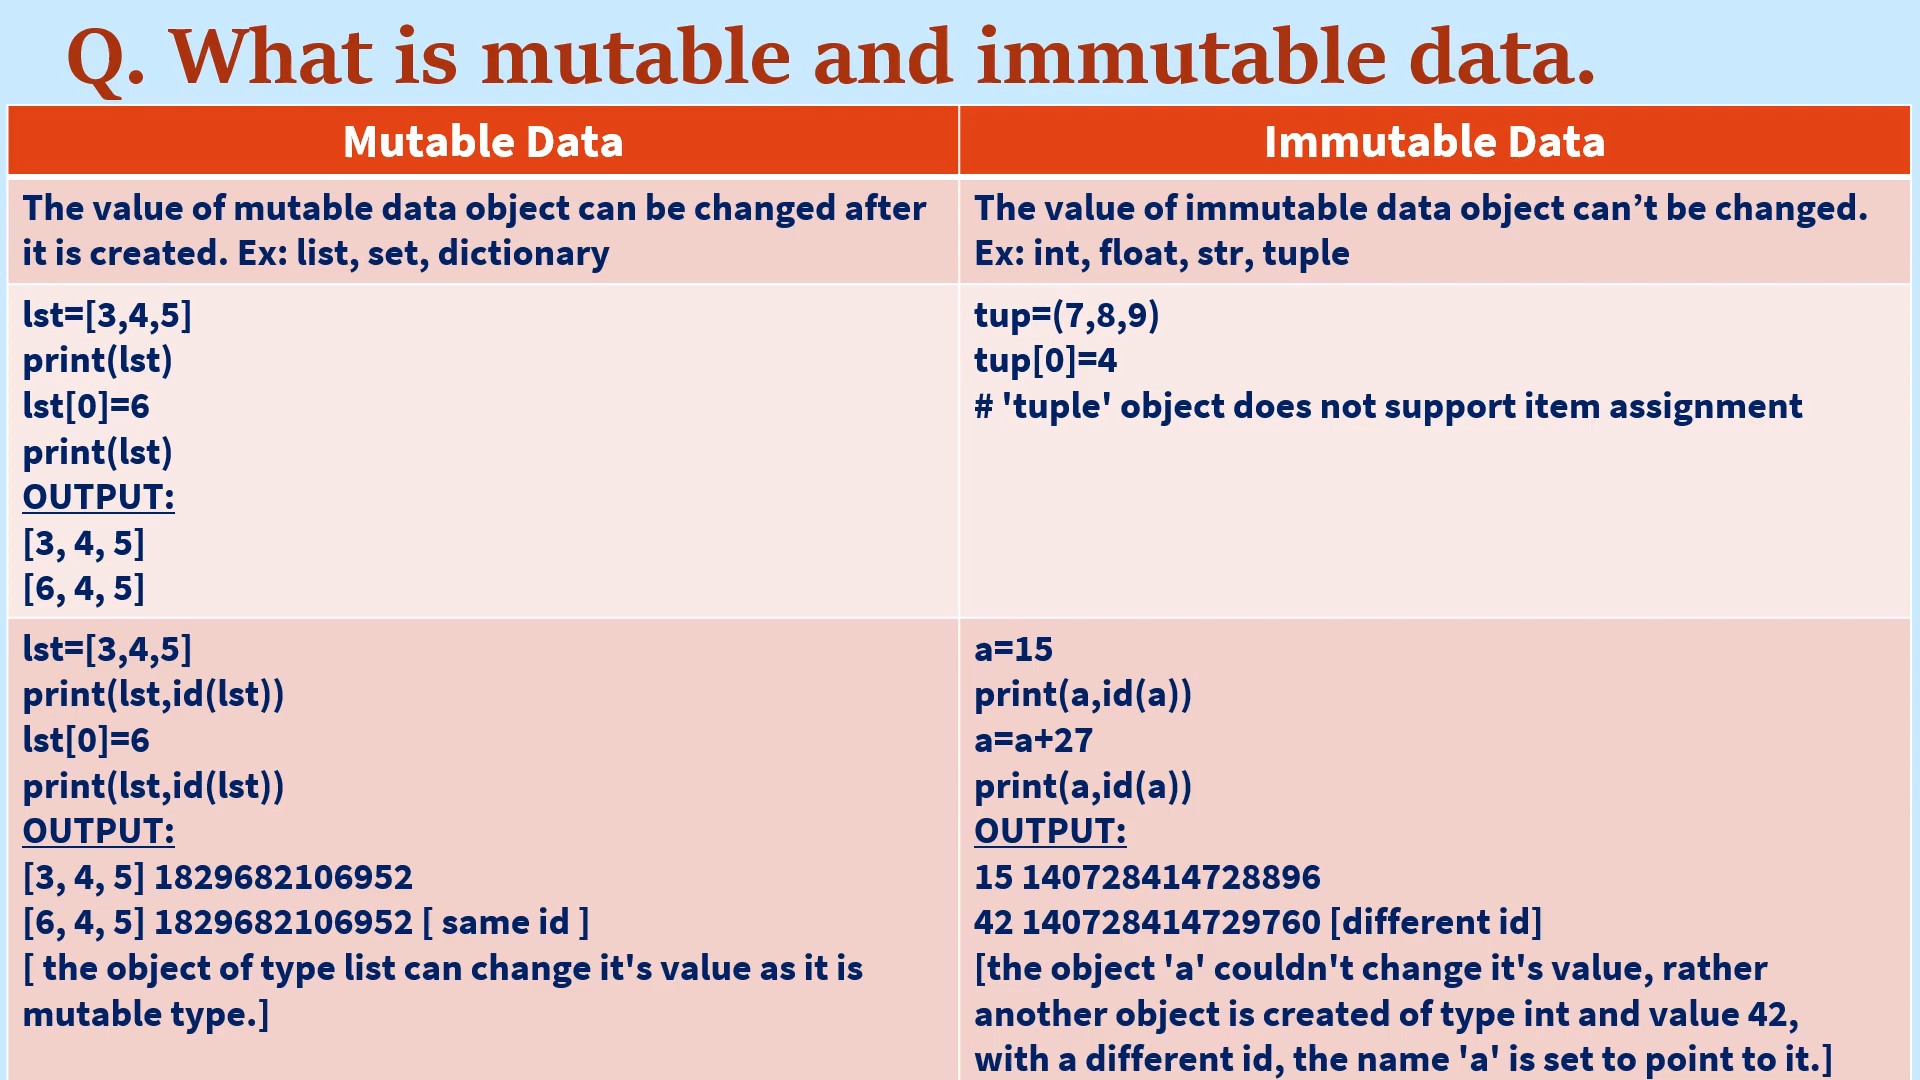 Q. What is mutable and immutable data.
Mutable Data
Immutable Data
The value of mutable data object can be changed after
it is created. Ex: list, set, dictionary
The value of immutable data object can’t be changed.
Ex: int, float, str, tuple
lst=[3,4,5]
print(lst)
lst[0]=6
print(lst)
OUTPUT:
[3, 4, 5]
[6, 4, 5]
tup=(7,8,9)
tup[0]=4
# 'tuple' object does not support item assignment
lst=[3,4,5]
print(lst,id(lst))
lst[0]=6
print(lst,id(lst))
OUTPUT:
[3, 4, 5] 1829682106952
[6, 4, 5] 1829682106952 [ same id ]
[ the object of type list can change it's value as it is
mutable type.]
a=15
print(a,id(a))
a=a+27
print(a,id(a))
OUTPUT:
15 140728414728896
42 140728414729760 [different id]
[the object 'a' couldn't change it's value, rather
another object is created of type int and value 42,
with a different id, the name 'a' is set to point to it.]